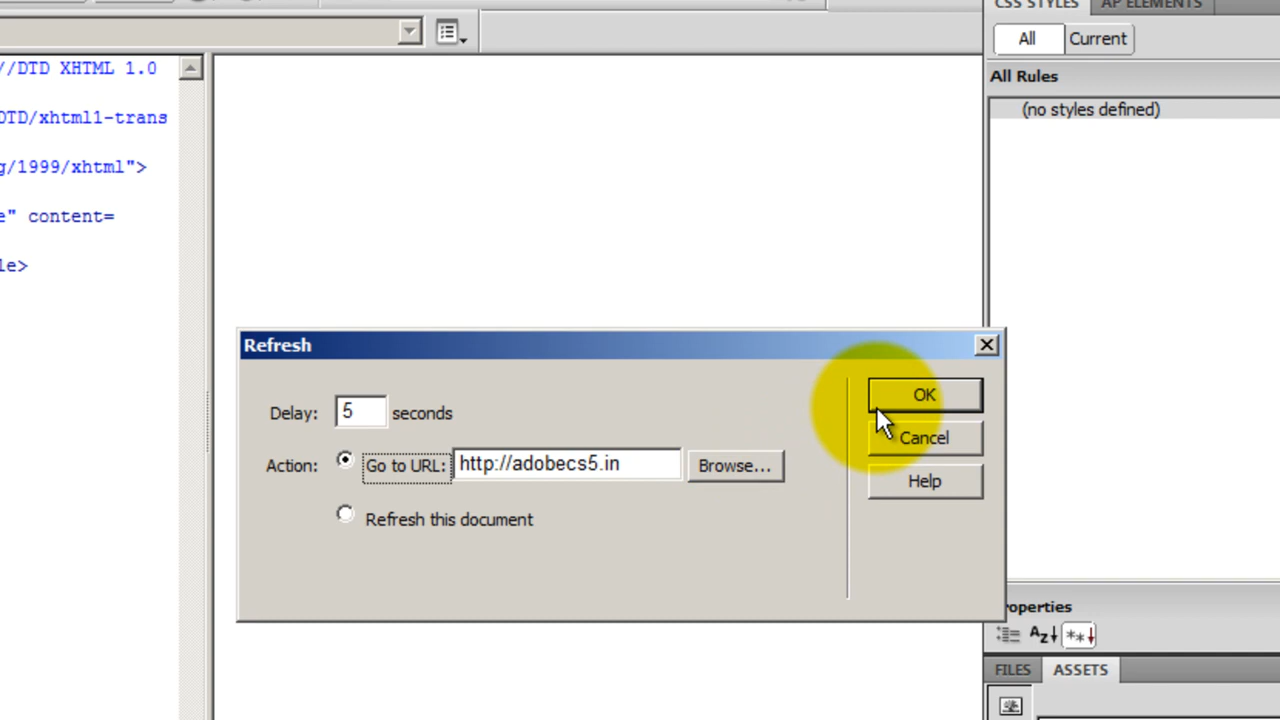 CSS STYLES AP ELEMENTS
All Current
All Rules
(no styles defined)
//DTD XHTML 1.0
DTD/xhtml1-trans
g/1999/xhtml">
e" content=
le>
Refresh
Delay: 5 seconds
Action: Go to URL: http://adobecs5.in Browse...
Refresh this document
OK
Cancel
Help
roperties
FILES ASSETS